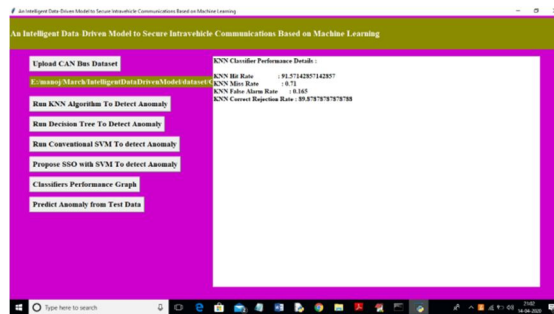 An Intelligent Data Driven Model to Secure Intravehicle Communications Based on Machine Learning
An Intelligent Data-Driven Model to Secure Intravehicle Communications Based on Machine Learning
Upload CAN Bus Dataset
E:/manoj/March/IntelligentDataDrivenModel/dataset/
Run KNN Algorithm To Detect Anomaly
Run Decision Tree To Detect Anomaly
Run Conventional SVM To detect Anomaly
Propose SSO with SVM To detect Anomaly
Classifiers Performance Graph
Predict Anomaly from Test Data
KNN Classifier Performance Details :
KNN Hit Rate : 91.57142857142857
KNN Miss Rate : 0.71
KNN False Alarm Rate : 0.165
KNN Correct Rejection Rate : 89.87878787878788
Type here to search
21:02
14-04-2020